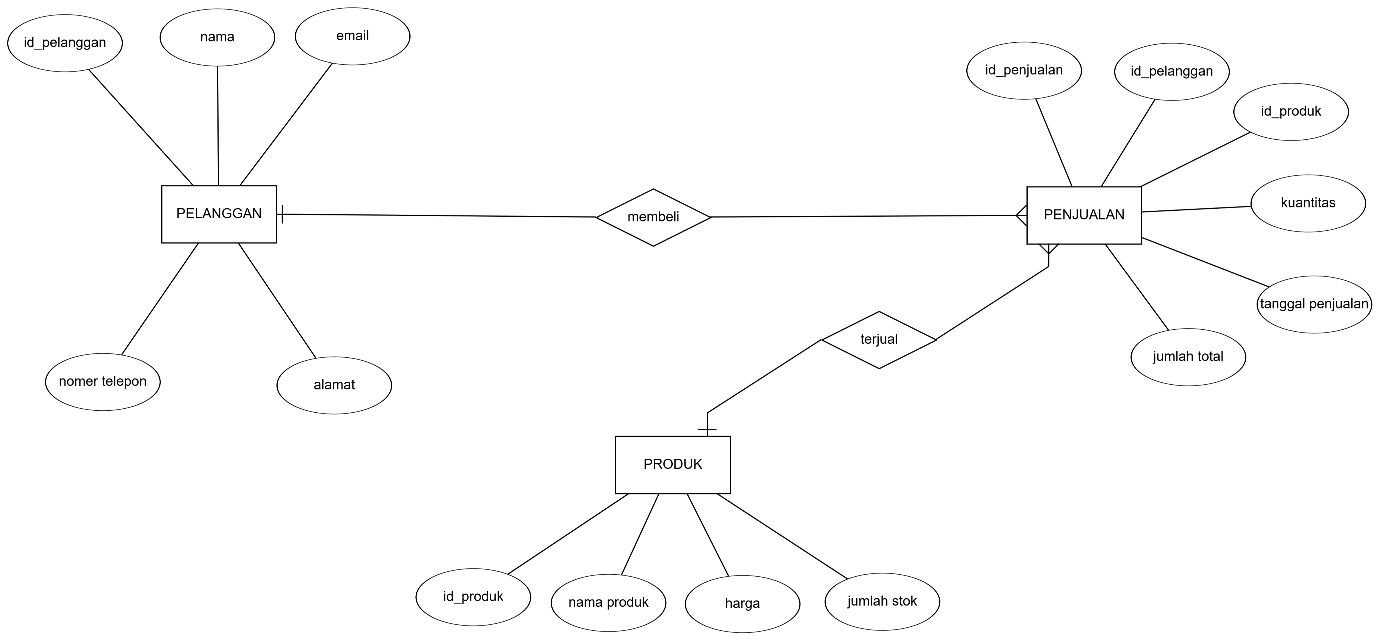 id_pelanggan
nama
email
PELANGGAN
nomer telepon
alamat
membeli
id_penjualan
id_pelanggan
id_produk
kuantitas
PENJUALAN
tanggal penjualan
jumlah total
terjual
PRODUK
id_produk
nama produk
harga
jumlah stok